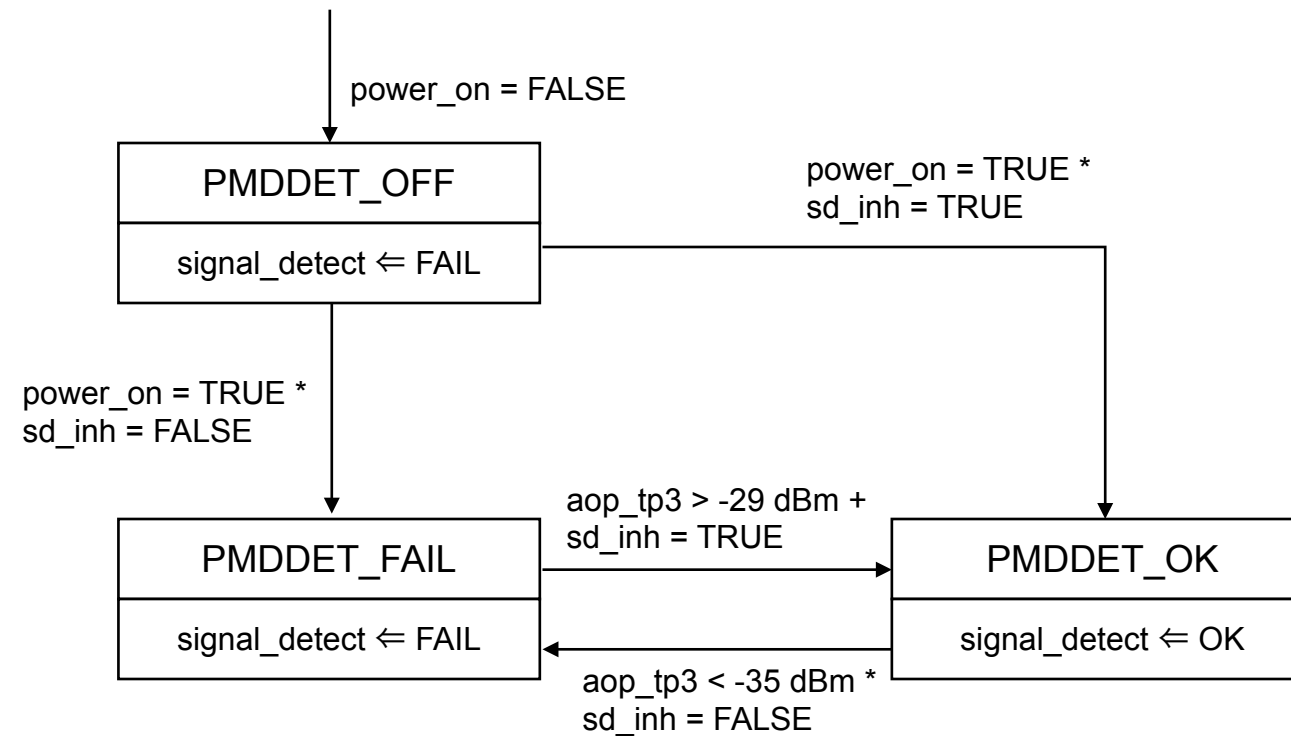 power_on = FALSE
PMDDET_OFF
signal_detect ⇐ FAIL
power_on = TRUE *
sd_inh = TRUE
power_on = TRUE *
sd_inh = FALSE
aop_tp3 > -29 dBm +
sd_inh = TRUE
PMDDET_FAIL
signal_detect ⇐ FAIL
PMDDET_OK
signal_detect ⇐ OK
aop_tp3 < -35 dBm *
sd_inh = FALSE